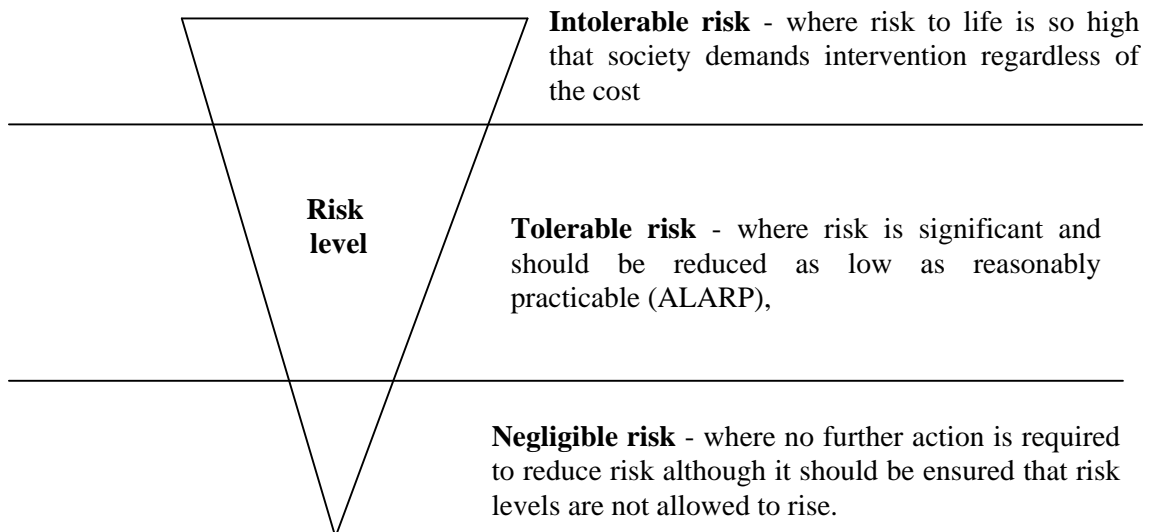 Intolerable risk - where risk to life is so high
that society demands intervention regardless of
the cost
Risk
level
Tolerable risk - where risk is significant and
should be reduced as low as reasonably
practicable (ALARP),
Negligible risk - where no further action is required
to reduce risk although it should be ensured that risk
levels are not allowed to rise.